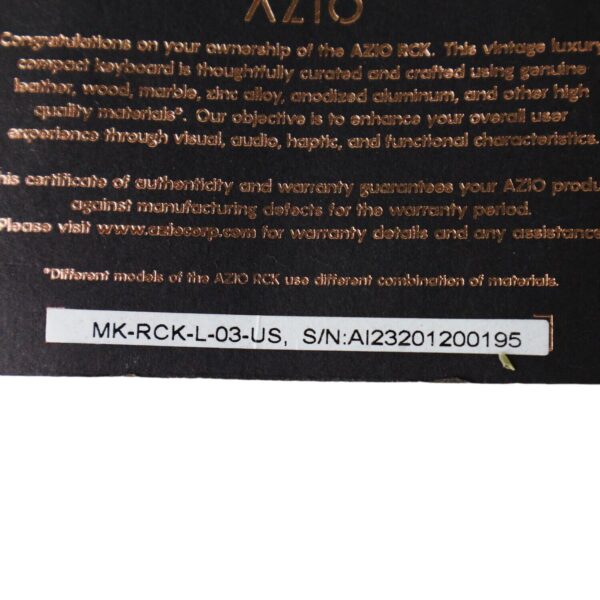 AZIO
Congratulations on your ownership of the AZIO RCK. This vintage luxury
compact keyboard is thoughtfully curated and crafted using genuine
leather, wood, marble, zinc alloy, anodized aluminum, and other high
quality materials*. Our objective is to enhance your overall user
experience through visual, audio, haptic, and functional characteristics.
his certificate of authenticity and warranty guarantees your AZIO produ
against manufacturing defects for the warranty period.
Please visit www.aziocorp.com for warranty details and any assistance
*Different models of the AZIO RCK use different combination of materials.
MK-RCK-L-03-US, S/N:AI23201200195